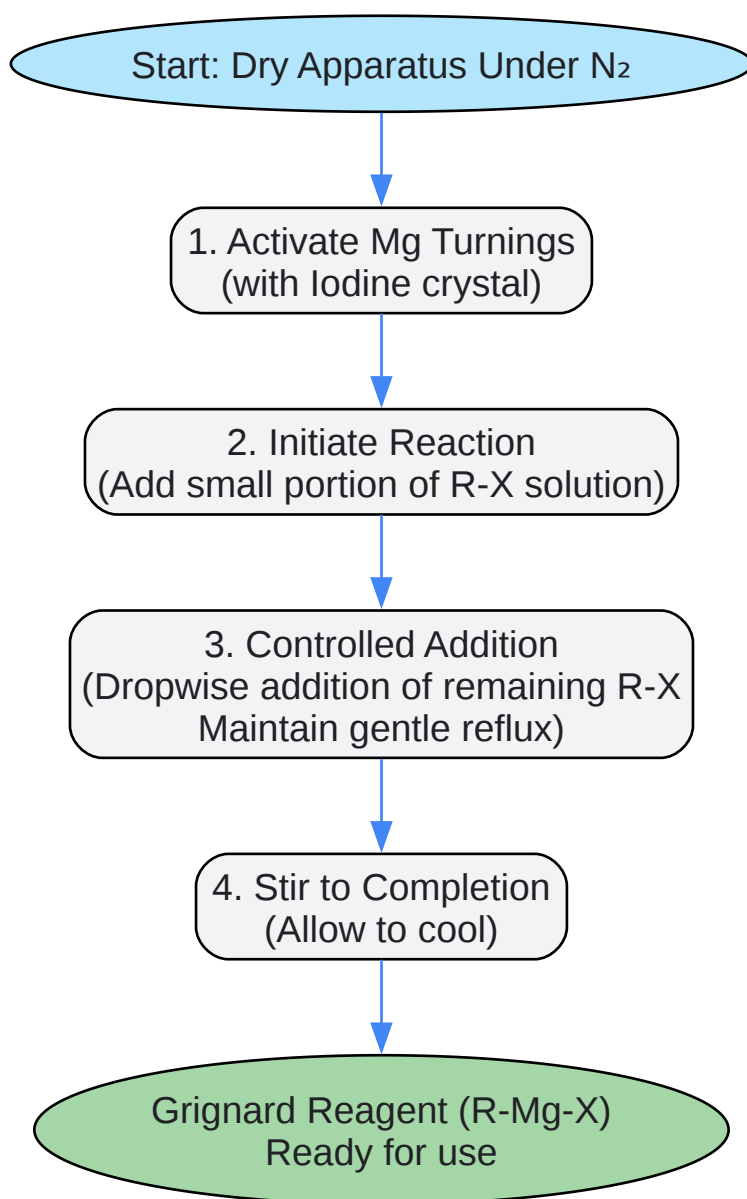 Start: Dry Apparatus Under N₂
1. Activate Mg Turnings
(with Iodine crystal)
2. Initiate Reaction
(Add small portion of R-X solution)
3. Controlled Addition
(Dropwise addition of remaining R-X
Maintain gentle reflux)
4. Stir to Completion
(Allow to cool)
Grignard Reagent (R-Mg-X)
Ready for use